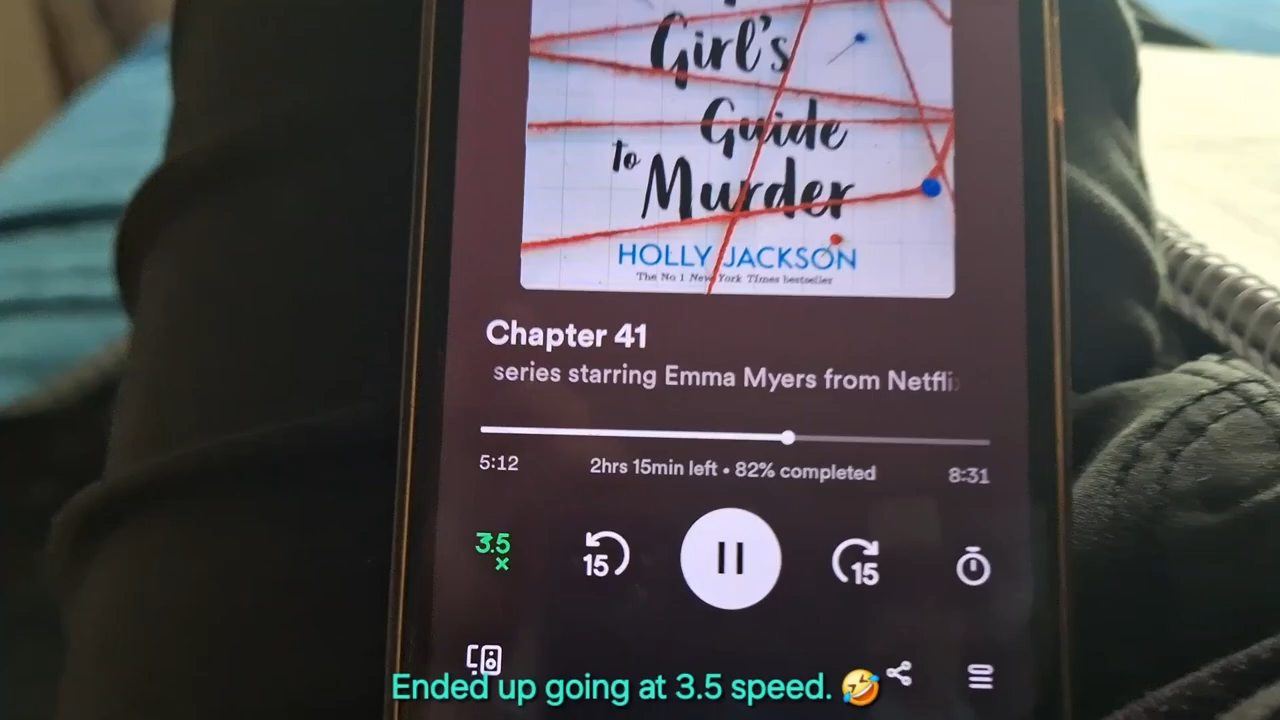 Girl's
Guide
to
Murder
HOLLY JACKSON
The No 1 New York Times bestseller
Chapter 41
series starring Emma Myers from Netfli
5:12
2hrs 15min left • 82% completed
8:31
3.5
x
15
15
Ended up going at 3.5 speed. 🤣